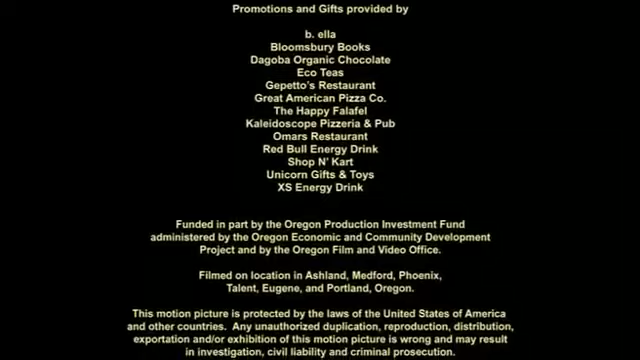 Promotions and Gifts provided by
b. ella
Bloomsbury Books
Dagoba Organic Chocolate
Eco Teas
Gepetto's Restaurant
Great American Pizza Co.
The Happy Falafel
Kaleidoscope Pizzeria & Pub
Omars Restaurant
Red Bull Energy Drink
Shop N' Kart
Unicorn Gifts & Toys
XS Energy Drink
Funded in part by the Oregon Production Investment Fund
administered by the Oregon Economic and Community Development
Project and by the Oregon Film and Video Office.
Filmed on location in Ashland, Medford, Phoenix,
Talent, Eugene, and Portland, Oregon.
This motion picture is protected by the laws of the United States of America
and other countries. Any unauthorized duplication, reproduction, distribution,
exportation and/or exhibition of this motion picture is wrong and may result
in investigation, civil liability and criminal prosecution.